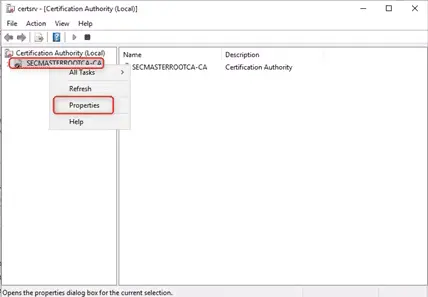 certsrv - [Certification Authority (Local)]
File Action View Help
Certification Authority (Local)
SECMASTERROOTCA-CA
All Tasks
Refresh
Properties
Help
Name Description
SECMASTERROOTCA-CA Certification Authority
Opens the properties dialog box for the current selection.